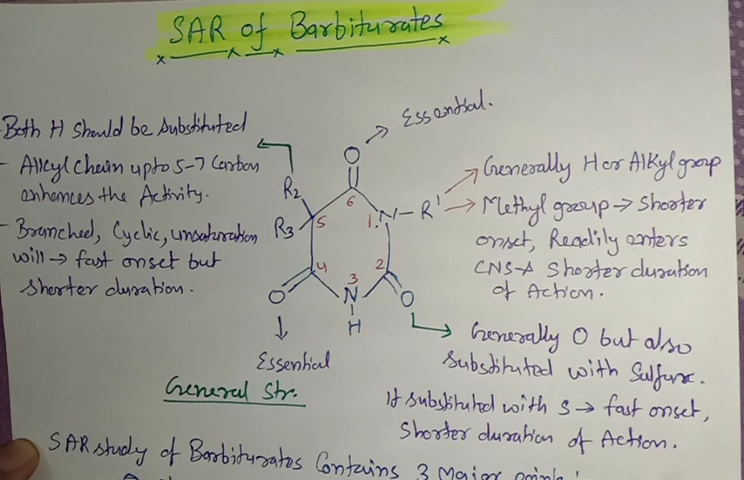 SAR of Barbiturates
Both H should be substituted
- Alkyl chain upto 5-7 Carbon
enhances the Activity.
- Branched, Cyclic, unsaturation
will → fast onset but
shorter duration.
Essential.
O
R2
R3
5
6
1.
N-R'
4
3
2
O
N
H
O
→ Generally H or Alkyl group
→ Methyl group → Shorter
onset, Readily enters
CNS → Shorter duration
of Action.
Essential
General Str.
Generally O but also
substituted with Sulfur.
If substituted with S → fast onset,
Shorter duration of Action.
SAR study of Barbiturates Contains 3 Major